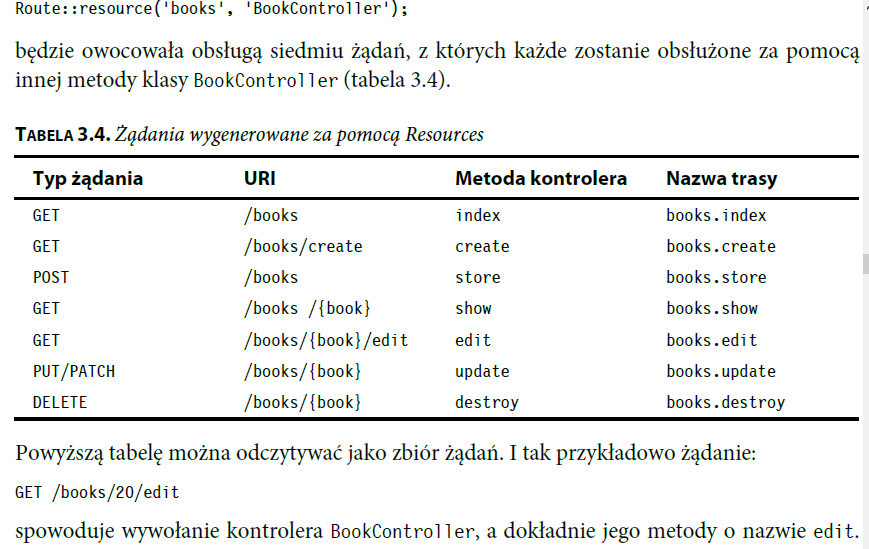 Route::resource('books', 'BookController');
będzie owocowała obsługą siedmiu żądań, z których każde zostanie obsłużone za pomocą
innej metody klasy BookController (tabela 3.4).
TABELA 3.4. Żądania wygenerowane za pomocą Resources
Typ żądania URI Metoda kontrolera Nazwa trasy
GET /books index books.index
GET /books/create create books.create
POST /books store books.store
GET /books /{book} show books.show
GET /books/{book}/edit edit books.edit
PUT/PATCH /books/{book} update books.update
DELETE /books/{book} destroy books.destroy
Powyższą tabelę można odczytywać jako zbiór żądań. I tak przykładowo żądanie:
GET /books/20/edit
spowoduje wywołanie kontrolera BookController, a dokładnie jego metody o nazwie edit.